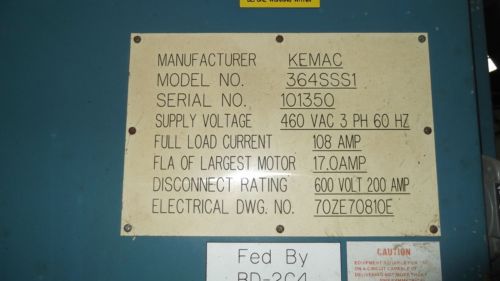 MANUFACTURER KEMAC
MODEL NO. 364SSS1
SERIAL NO. 101350
SUPPLY VOLTAGE 460 VAC 3 PH 60 HZ
FULL LOAD CURRENT 108 AMP
FLA OF LARGEST MOTOR 17.0AMP
DISCONNECT RATING 600 VOLT 200 AMP
ELECTRICAL DWG. NO. 70ZE70810E
Fed By
BD-2C4
CAUTION